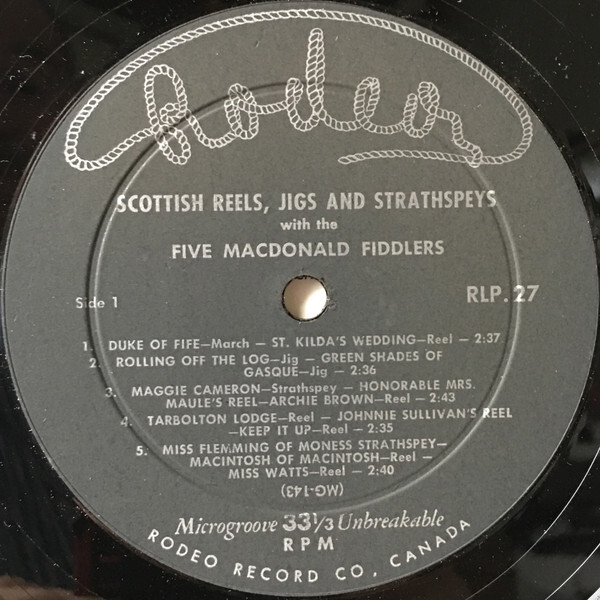 Rodeo
SCOTTISH REELS, JIGS AND STRATHSPEYS
with the
FIVE MACDONALD FIDDLERS
Side 1
RLP. 27
1. DUKE OF FIFE—March — ST. KILDA'S WEDDING—Reel — 2:37
2. ROLLING OFF THE LOG—Jig — GREEN SHADES OF
GASQUE—Jig — 2:36
3. MAGGIE CAMERON—Strathspey — HONORABLE MRS.
MAULE'S REEL—ARCHIE BROWN—Reel — 2:43
4. TARBOLTON LODGE—Reel — JOHNNIE SULLIVAN'S REEL
—KEEP IT UP—Reel — 2:35
5. MISS FLEMMING OF MONESS STRATHSPEY—
MACINTOSH OF MACINTOSH—Reel —
MISS WATTS—Reel — 2:40
(MG-143)
Microgroove 33⅓ Unbreakable
RPM
RODEO RECORD CO, CANADA